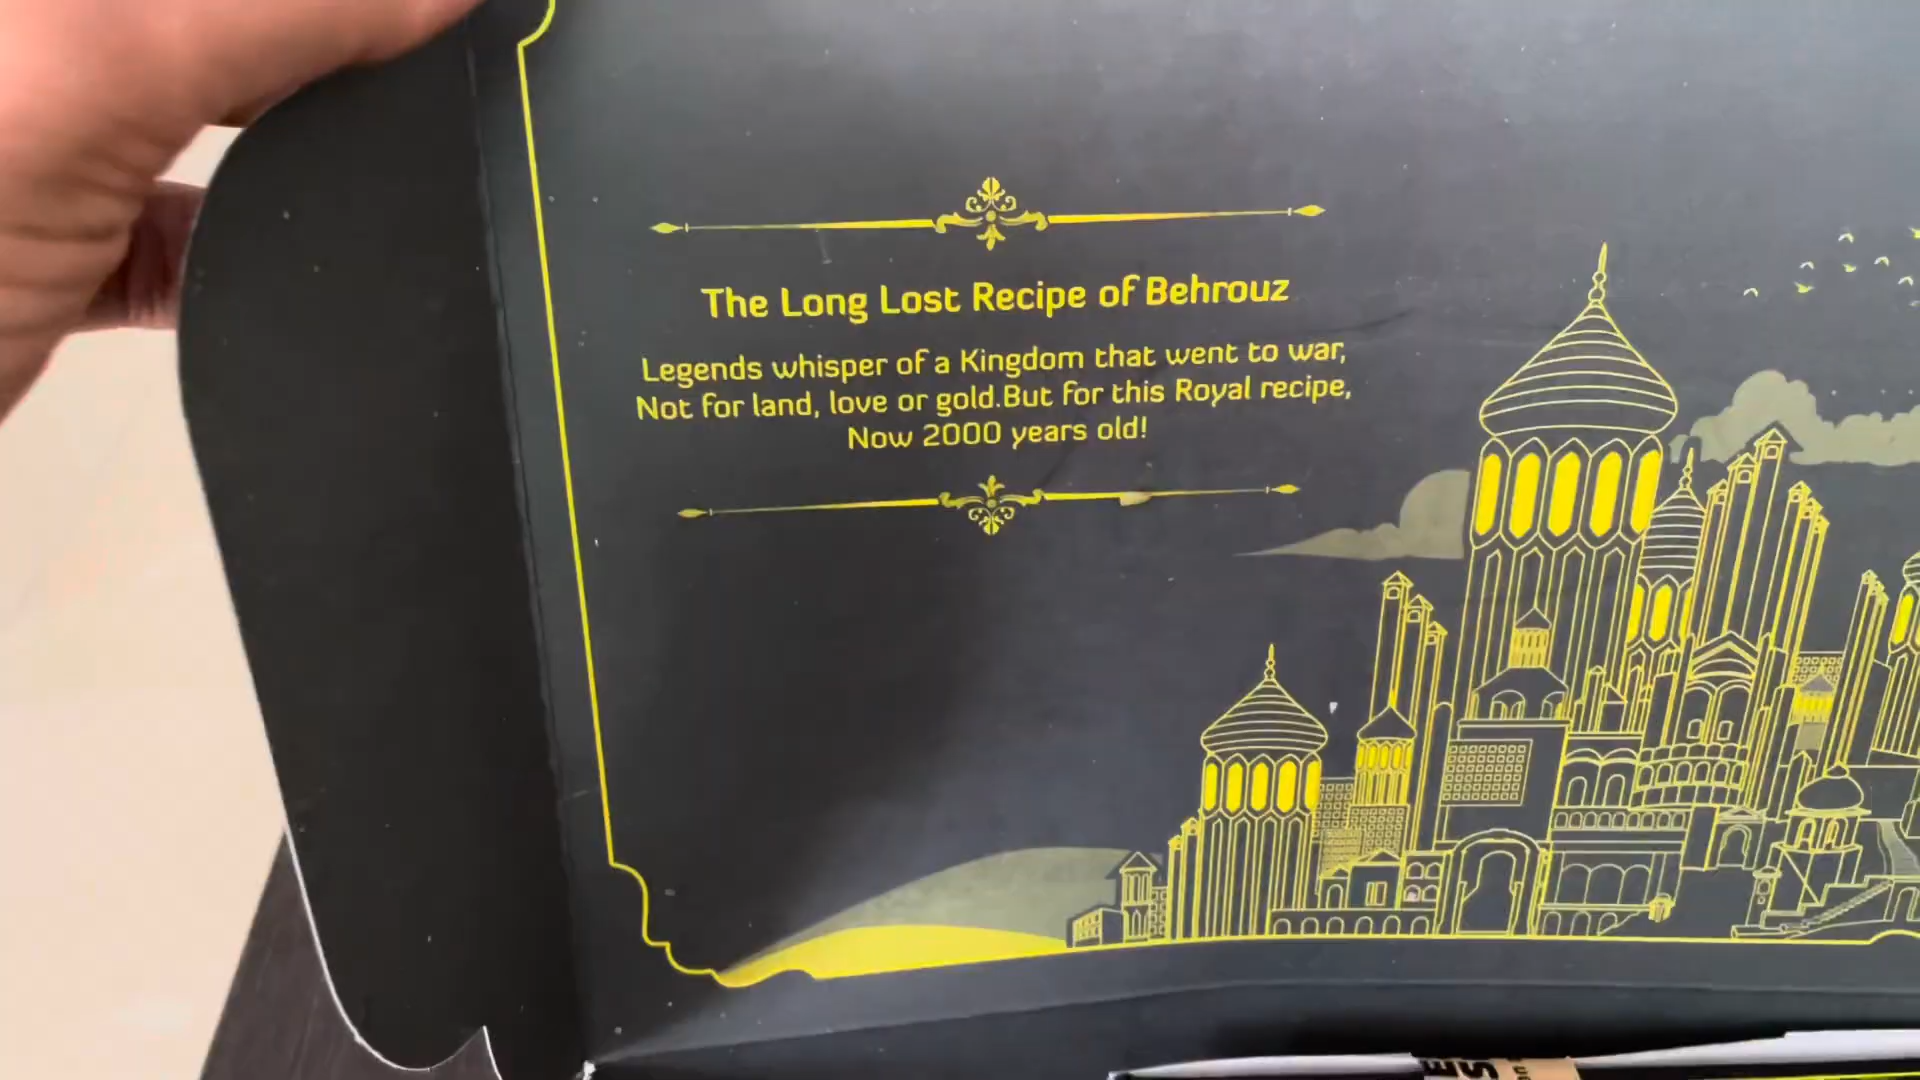 The Long Lost Recipe of Behrouz
Legends whisper of a Kingdom that went to war,
Not for land, love or gold.But for this Royal recipe,
Now 2000 years old!